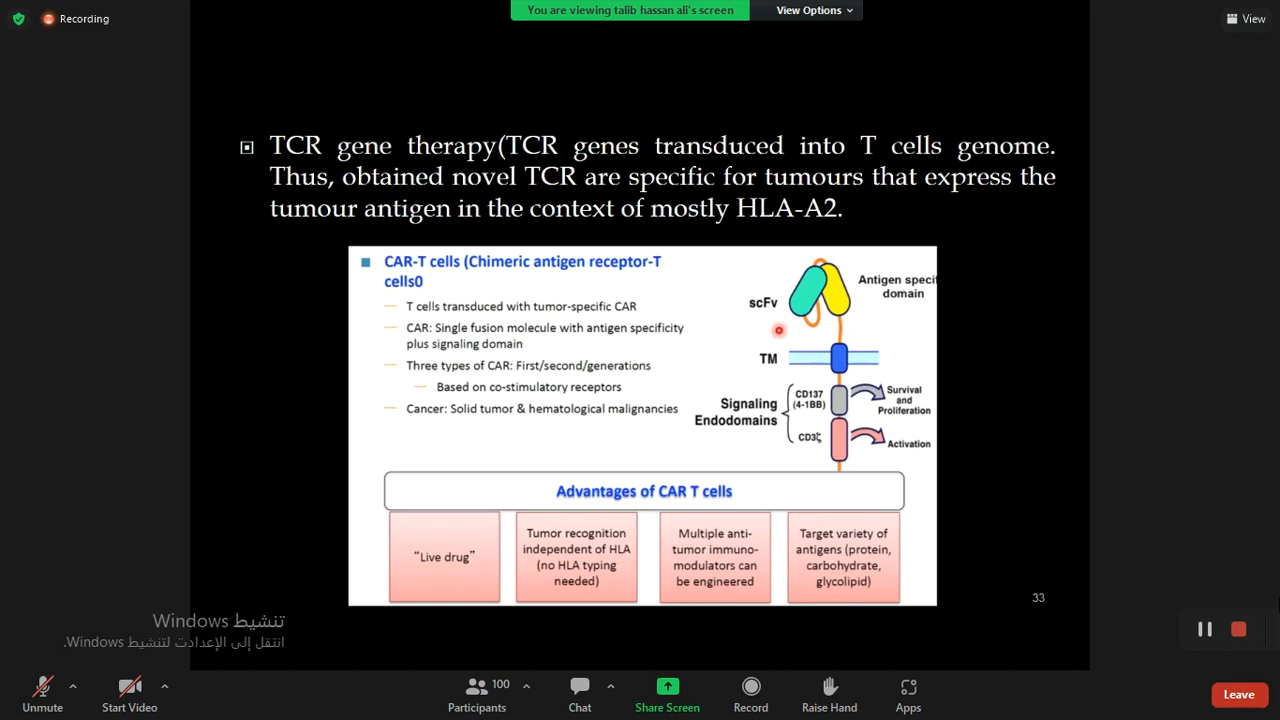 Recording
You are viewing talib hassan ali's screen
View Options
View
TCR gene therapy(TCR genes transduced into T cells genome.
Thus, obtained novel TCR are specific for tumours that express the
tumour antigen in the context of mostly HLA-A2.
CAR-T cells (Chimeric antigen receptor-T
cells0
T cells transduced with tumor-specific CAR
CAR: Single fusion molecule with antigen specificity
plus signaling domain
Three types of CAR: First/second/generations
Based on co-stimulatory receptors
Cancer: Solid tumor & hematological malignancies
scFv
Antigen specif
domain
TM
Signaling
Endodomains
CD137
(4-1BB)
CD3ζ
Survival
and
Proliferation
Activation
Advantages of CAR T cells
“Live drug”
Tumor recognition
independent of HLA
(no HLA typing
needed)
Multiple anti-
tumor immuno-
modulators can
be engineered
Target variety of
antigens (protein,
carbohydrate,
glycolipid)
33
تنشيط Windows
انتقل إلى الإعدادات لتنشيط Windows.
Unmute
Start Video
100
Participants
Chat
Share Screen
Record
Raise Hand
Apps
Leave